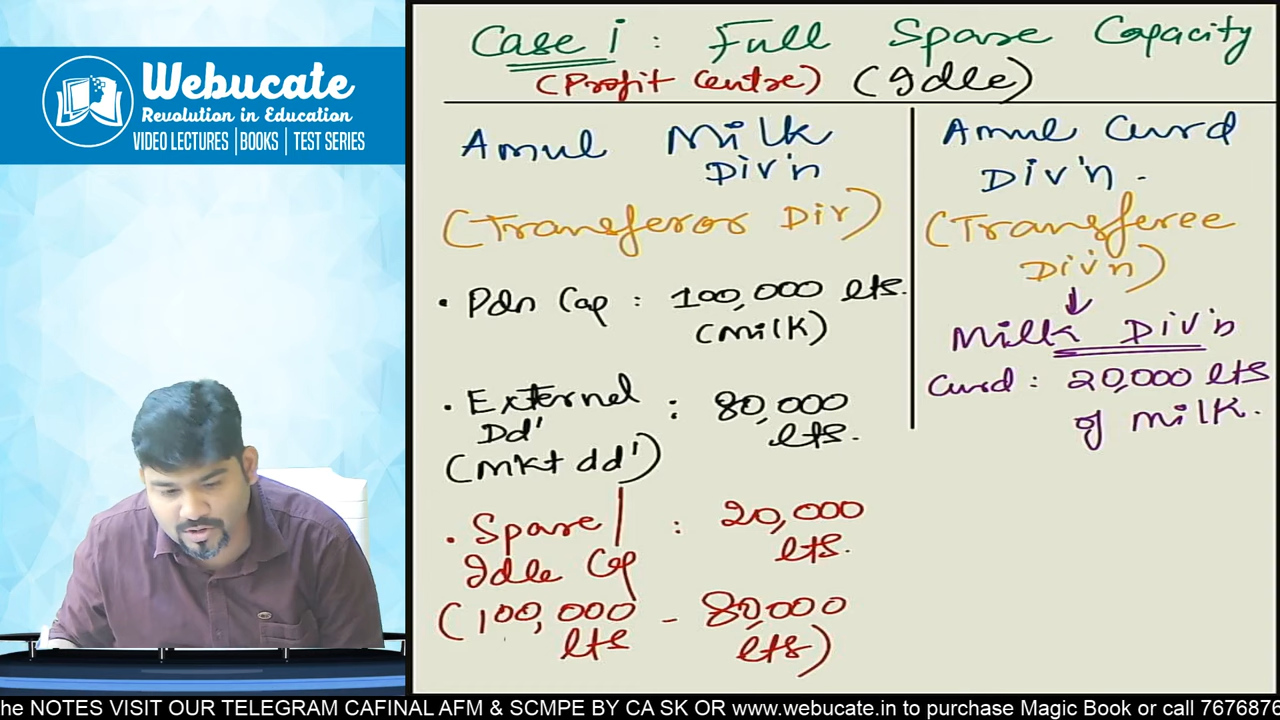 Webucate
Revolution in Education
VIDEO LECTURES | BOOKS | TEST SERIES
Case i : Full Spare Capacity
(Profit Centre) (Idle)
Amul Milk
Div'n
(Transferor Div)
• Pdn Cap : 100,000 lts.
(Milk)
• External : 80,000
Dd' lts.
(mkt dd')
• Spare/ : 20,000
Idle Cap lts.
(100,000 - 80,000
lts lts)
Amul Curd
Div'n.
(Transferee
Div'n)
Milk Div'n
Curd : 20,000 lts
of milk.
he NOTES VISIT OUR TELEGRAM CAFINAL AFM & SCMPE BY CA SK OR www.webucate.in to purchase Magic Book or call 7676876